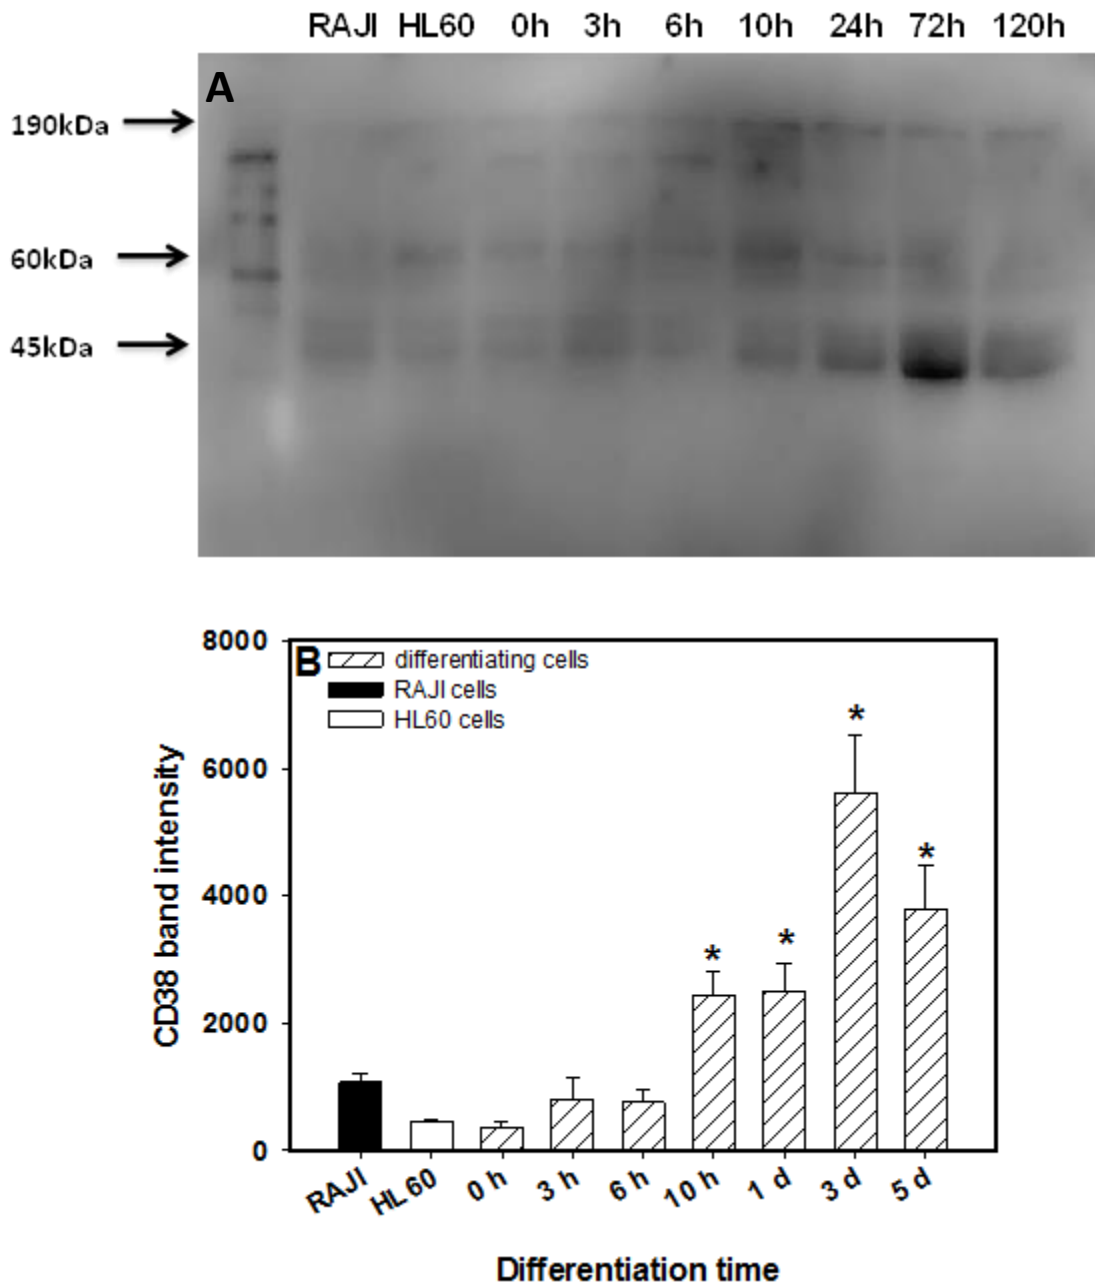 RAJI HL60 0h 3h 6h 10h 24h 72h 120h
A
190kDa
60kDa
45kDa
8000
B differentiating cells
RAJI cells
HL60 cells
*
6000
*
4000
* *
2000
0
RAJI HL60 0 h 3 h 6 h 10 h 1 d 3 d 5 d
CD38 band intensity
Differentiation time